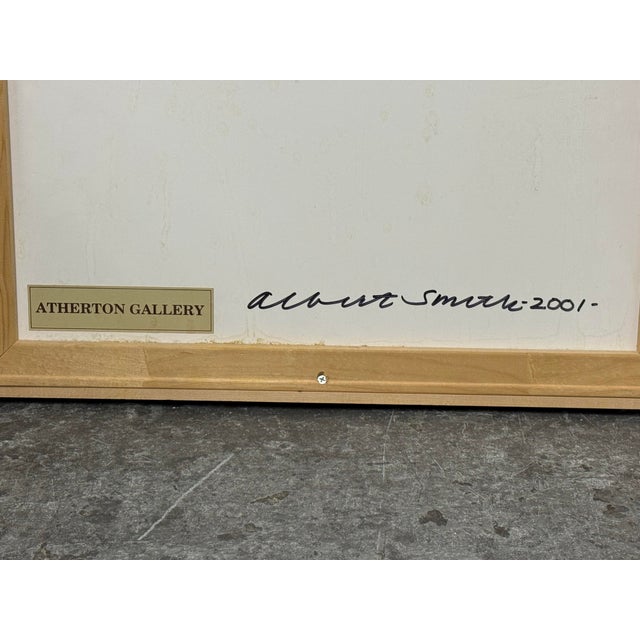 ATHERTON GALLERY
Albert Smith-2001-